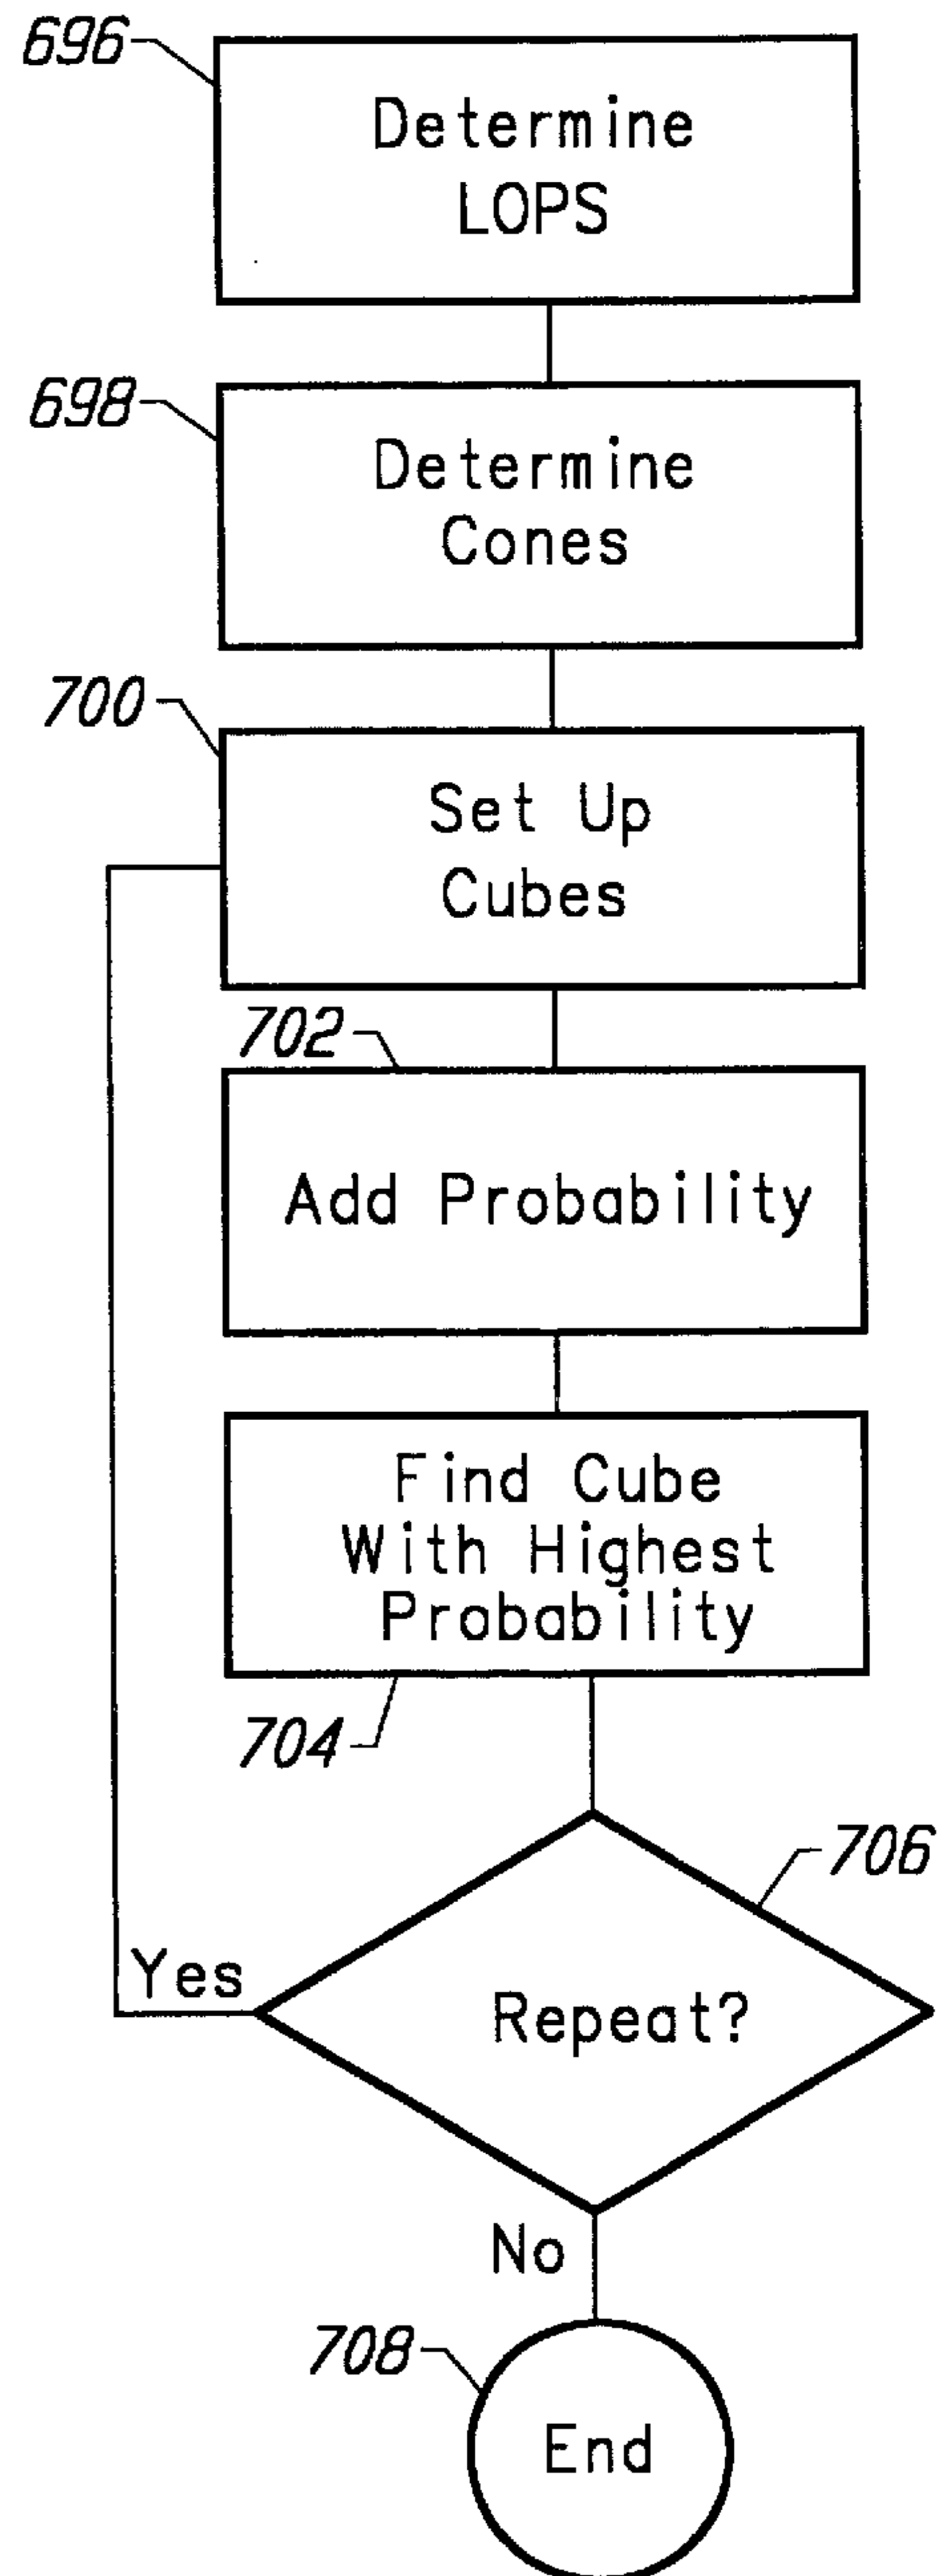 696
Determine
LOPS
698
Determine
Cones
700
Set Up
Cubes
702
Add Probability
Find Cube
With Highest
Probability
704
706
Yes
Repeat?
No
708
End